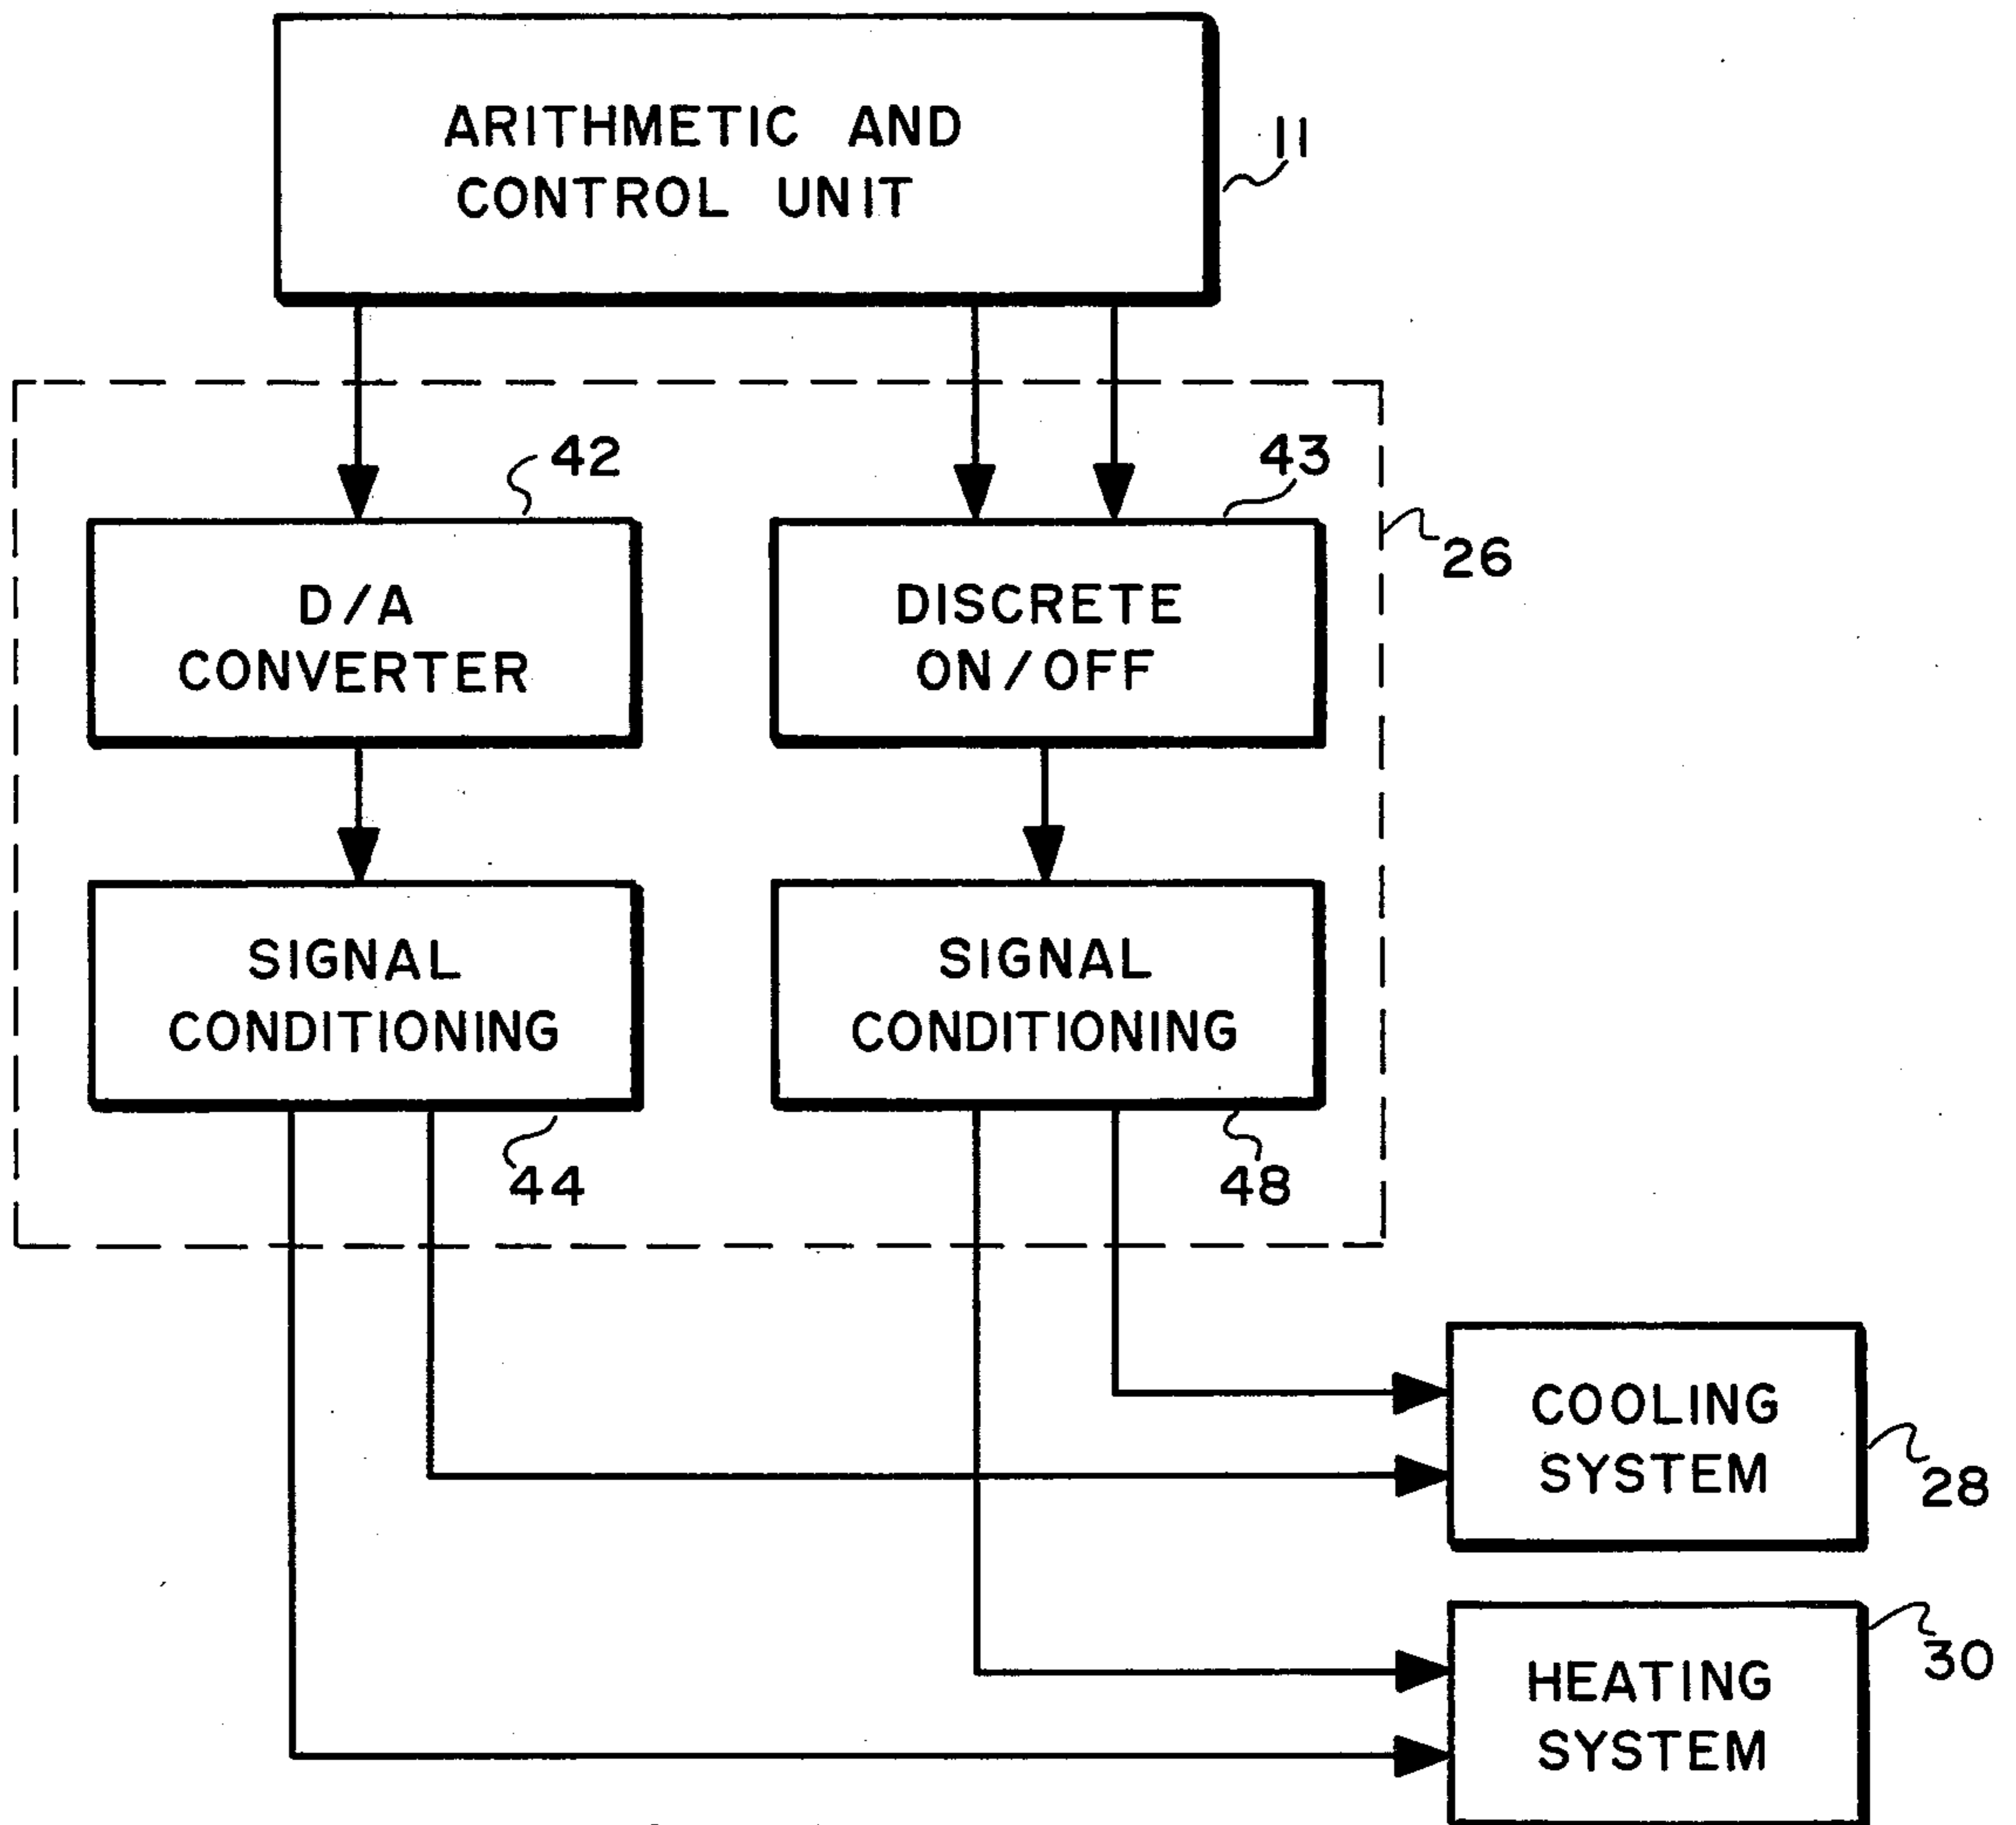 ARITHMETIC AND
CONTROL UNIT
11
42
43
26
D/A
CONVERTER
DISCRETE
ON/OFF
SIGNAL
CONDITIONING
SIGNAL
CONDITIONING
44
48
COOLING
SYSTEM
28
HEATING
SYSTEM
30